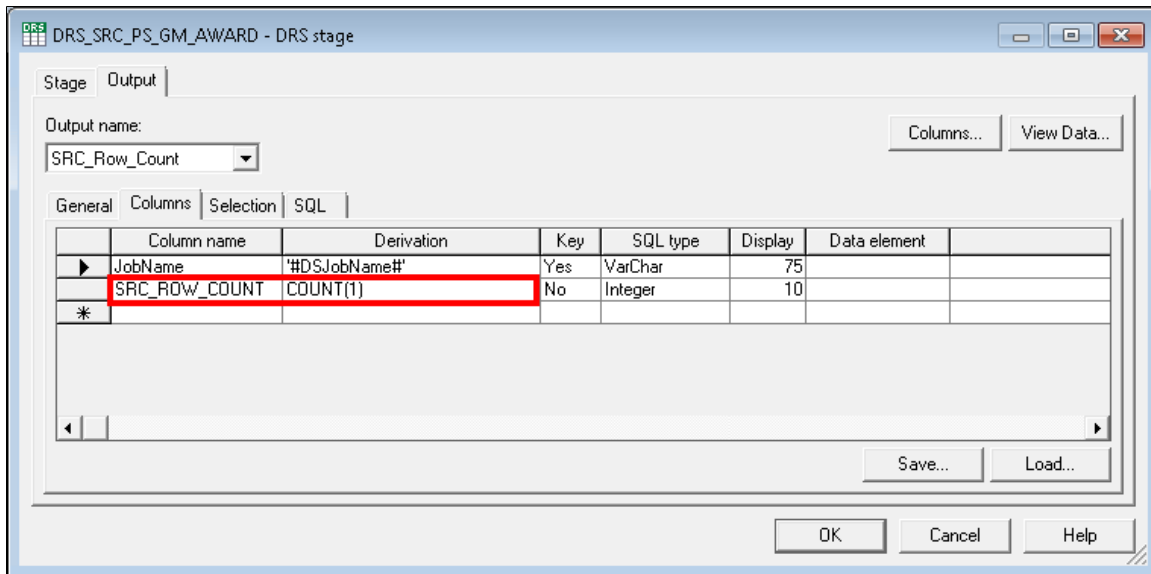 DRS DRS_SRC_PS_GM_AWARD - DRS stage
Stage Output
Output name:
SRC_Row_Count
Columns... View Data...
General Columns Selection SQL
Column name Derivation Key SQL type Display Data element
JobName '#DSJobName#' Yes VarChar 75
SRC_ROW_COUNT COUNT(1) No Integer 10
Save... Load...
OK Cancel Help